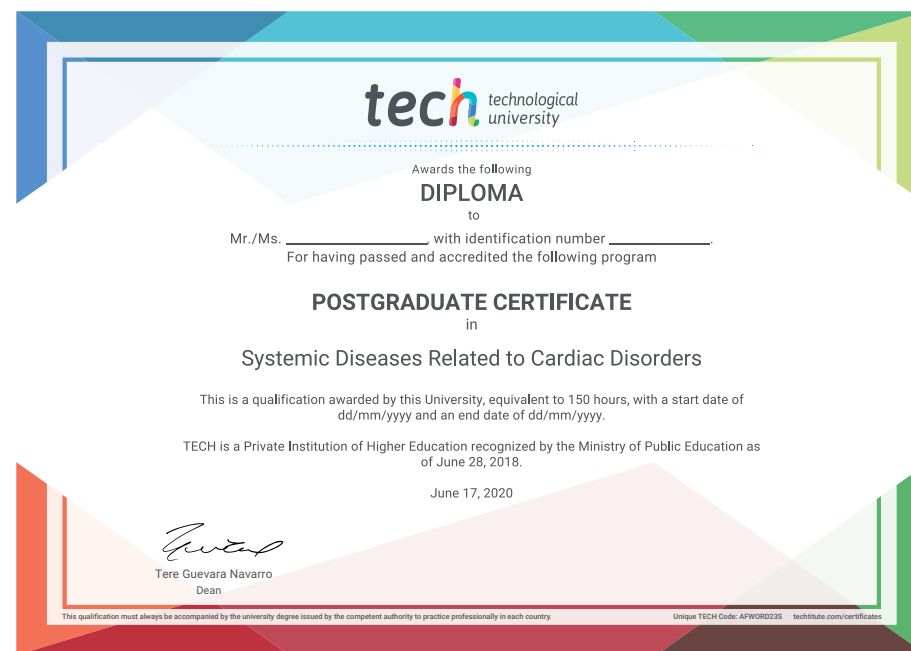 tech technological
university
Awards the following
DIPLOMA
to
Mr./Ms. ____________________, with identification number ______________.
For having passed and accredited the following program
POSTGRADUATE CERTIFICATE
in
Systemic Diseases Related to Cardiac Disorders
This is a qualification awarded by this University, equivalent to 150 hours, with a start date of
dd/mm/yyyy and an end date of dd/mm/yyyy.
TECH is a Private Institution of Higher Education recognized by the Ministry of Public Education as
of June 28, 2018.
June 17, 2020
Tere Guevara Navarro
Dean
This qualification must always be accompanied by the university degree issued by the competent authority to practice professionally in each country. Unique TECH Code: AFWORD23S techtitute.com/certificates